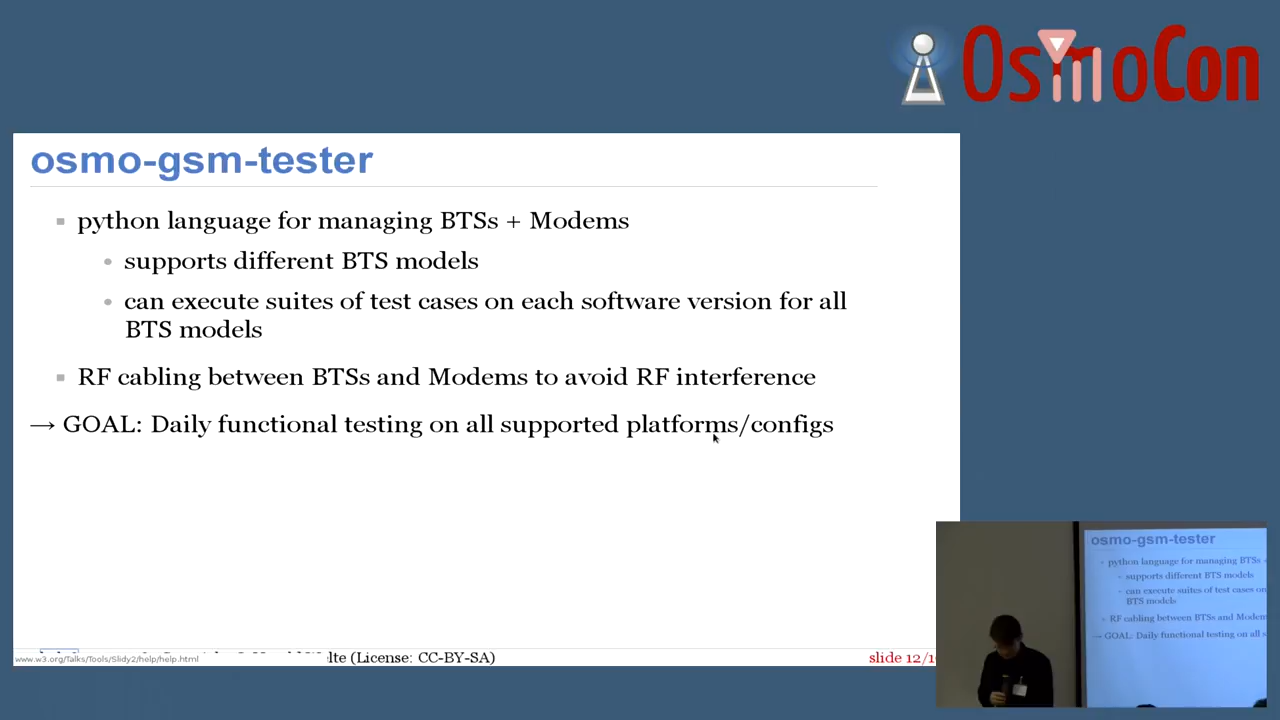 OsmoCon
osmo-gsm-tester
python language for managing BTSs + Modems
supports different BTS models
can execute suites of test cases on each software version for all
BTS models
RF cabling between BTSs and Modems to avoid RF interference
→ GOAL: Daily functional testing on all supported platforms/configs
www.w3.org/Talks/Tools/Slidy2/help/help.html
(License: CC-BY-SA)
slide 12/1
osmo-gsm-tester
python language for managing BTSs
supports different BTS models
can execute suites of test cases on
BTS models
RF cabling between BTSs and Modem
→ GOAL: Daily functional testing on all s